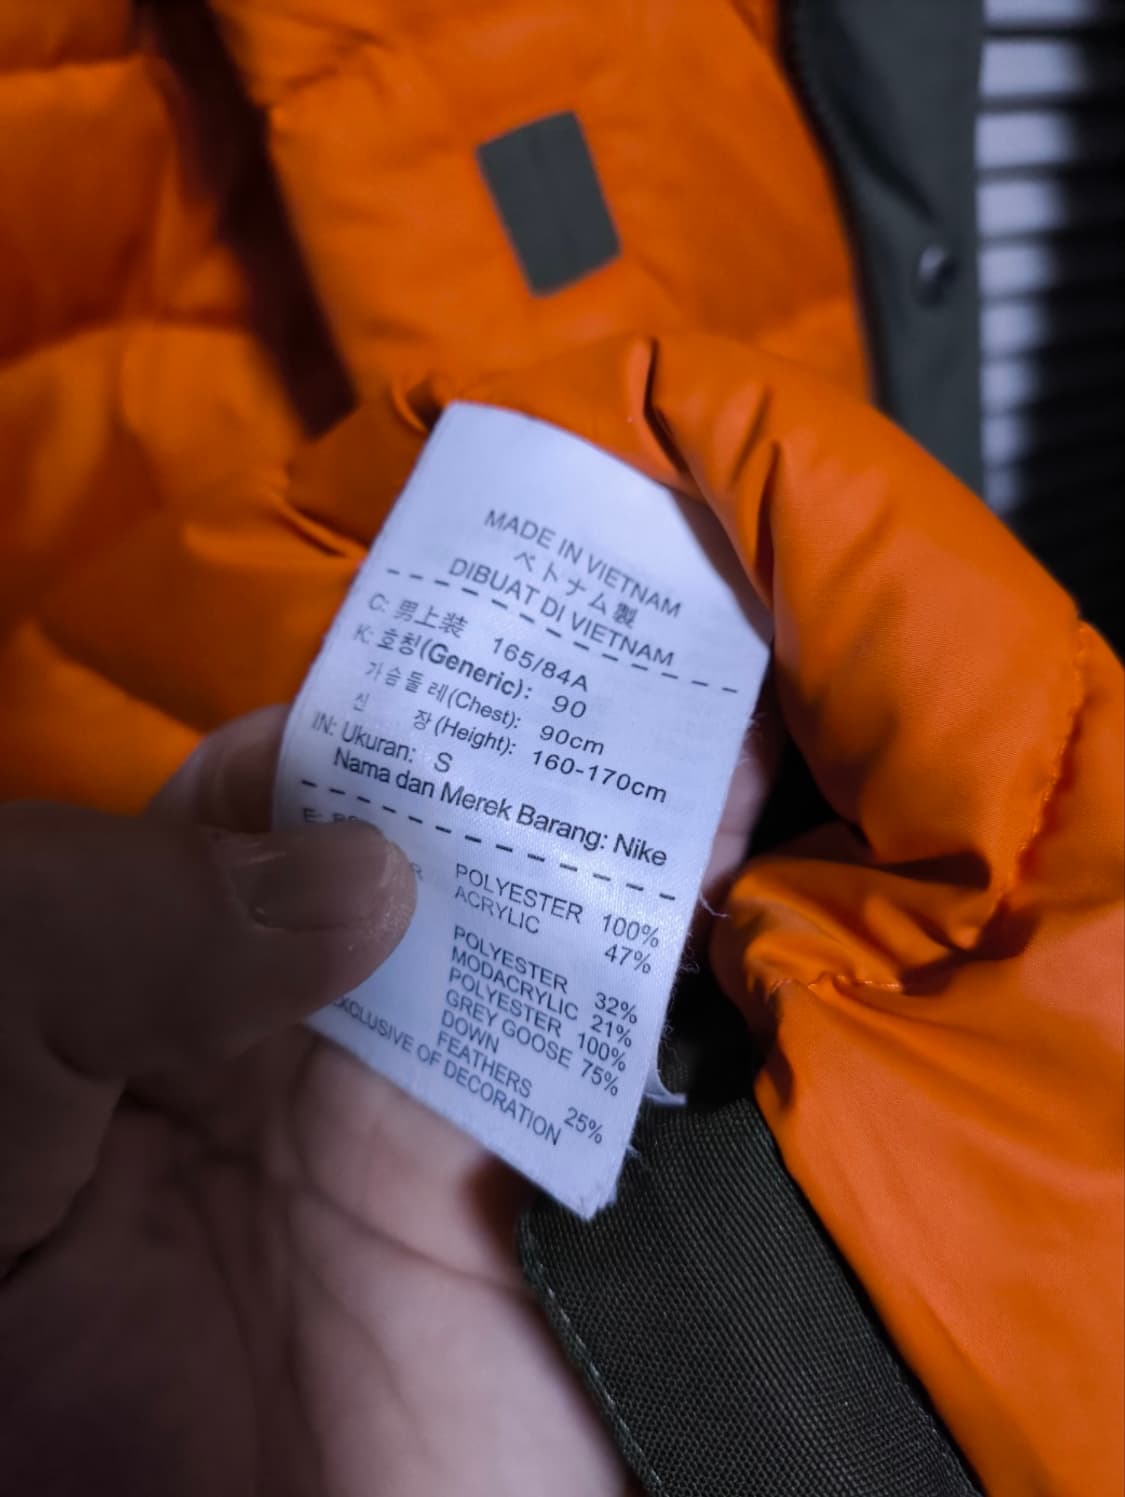 MADE IN VIETNAM
ベトナム製
DIBUAT DI VIETNAM
C: 男上装 165/84A
K: 호칭(Generic): 90
가슴둘레(Chest): 90cm
신 장(Height): 160-170cm
IN: Ukuran: S
Nama dan Merek Barang: Nike
E:
POLYESTER 100%
ACRYLIC 47%
POLYESTER 32%
MODACRYLIC 21%
POLYESTER 100%
GREY GOOSE 75%
DOWN
FEATHERS 25%
EXCLUSIVE OF DECORATION